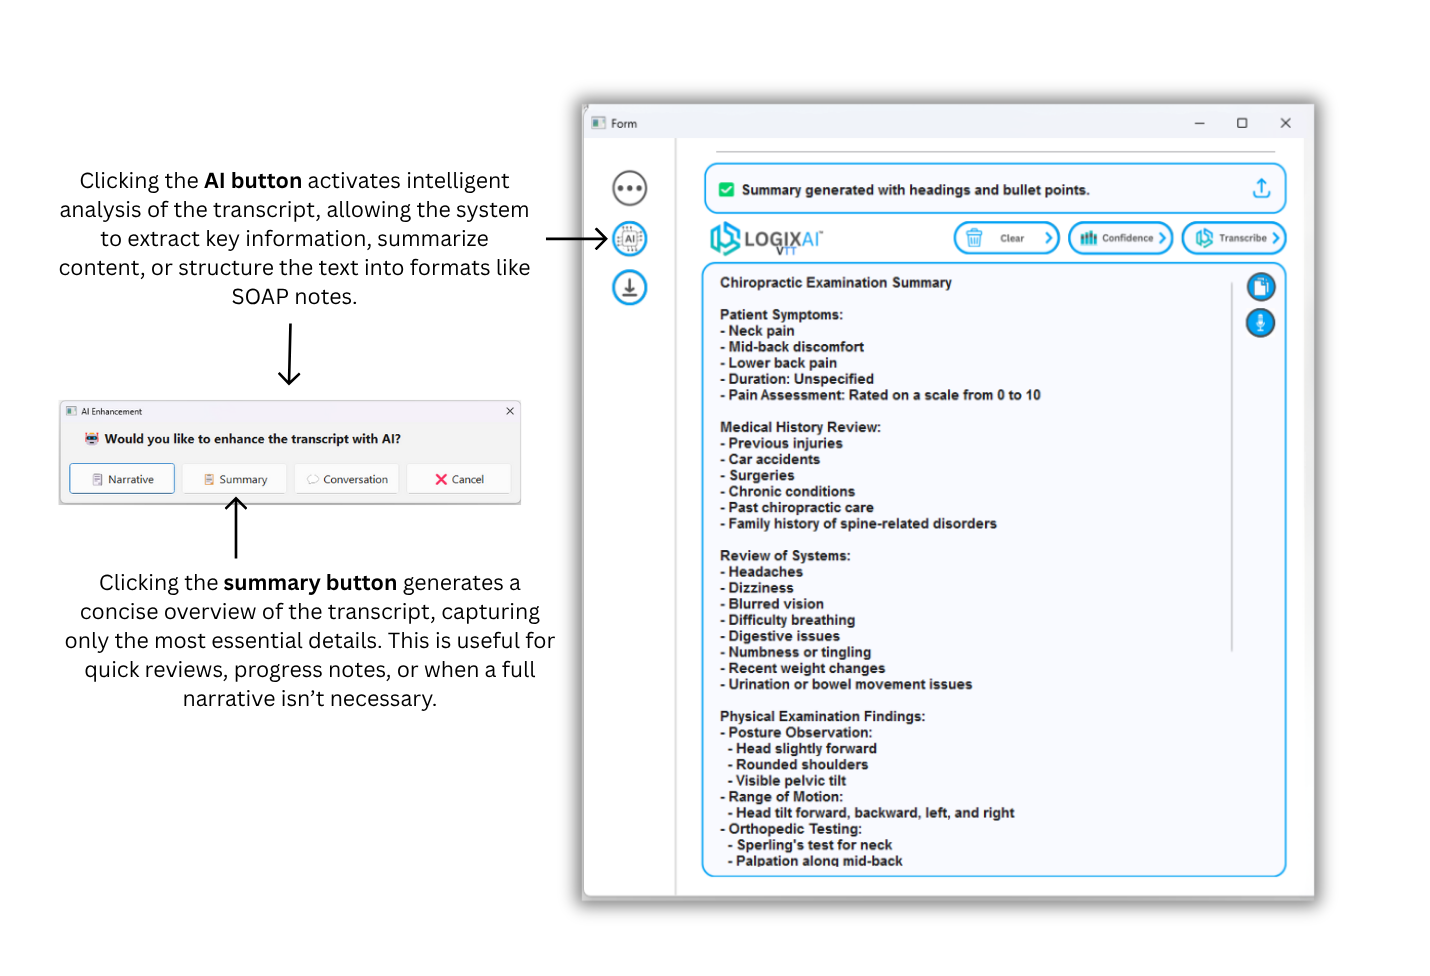 Clicking the AI button activates intelligent
analysis of the transcript, allowing the system
to extract key information, summarize
content, or structure the text into formats like
SOAP notes.
AI Enhancement
Would you like to enhance the transcript with AI?
Narrative
Summary
Conversation
Cancel
Clicking the summary button generates a
concise overview of the transcript, capturing
only the most essential details. This is useful for
quick reviews, progress notes, or when a full
narrative isn’t necessary.
Form
AI
Summary generated with headings and bullet points.
LOGIXAI™
VTT
Clear
Confidence
Transcribe
Chiropractic Examination Summary
Patient Symptoms:
- Neck pain
- Mid-back discomfort
- Lower back pain
- Duration: Unspecified
- Pain Assessment: Rated on a scale from 0 to 10
Medical History Review:
- Previous injuries
- Car accidents
- Surgeries
- Chronic conditions
- Past chiropractic care
- Family history of spine-related disorders
Review of Systems:
- Headaches
- Dizziness
- Blurred vision
- Difficulty breathing
- Digestive issues
- Numbness or tingling
- Recent weight changes
- Urination or bowel movement issues
Physical Examination Findings:
- Posture Observation:
- Head slightly forward
- Rounded shoulders
- Visible pelvic tilt
- Range of Motion:
- Head tilt forward, backward, left, and right
- Orthopedic Testing:
- Sperling's test for neck
- Palpation along mid-back